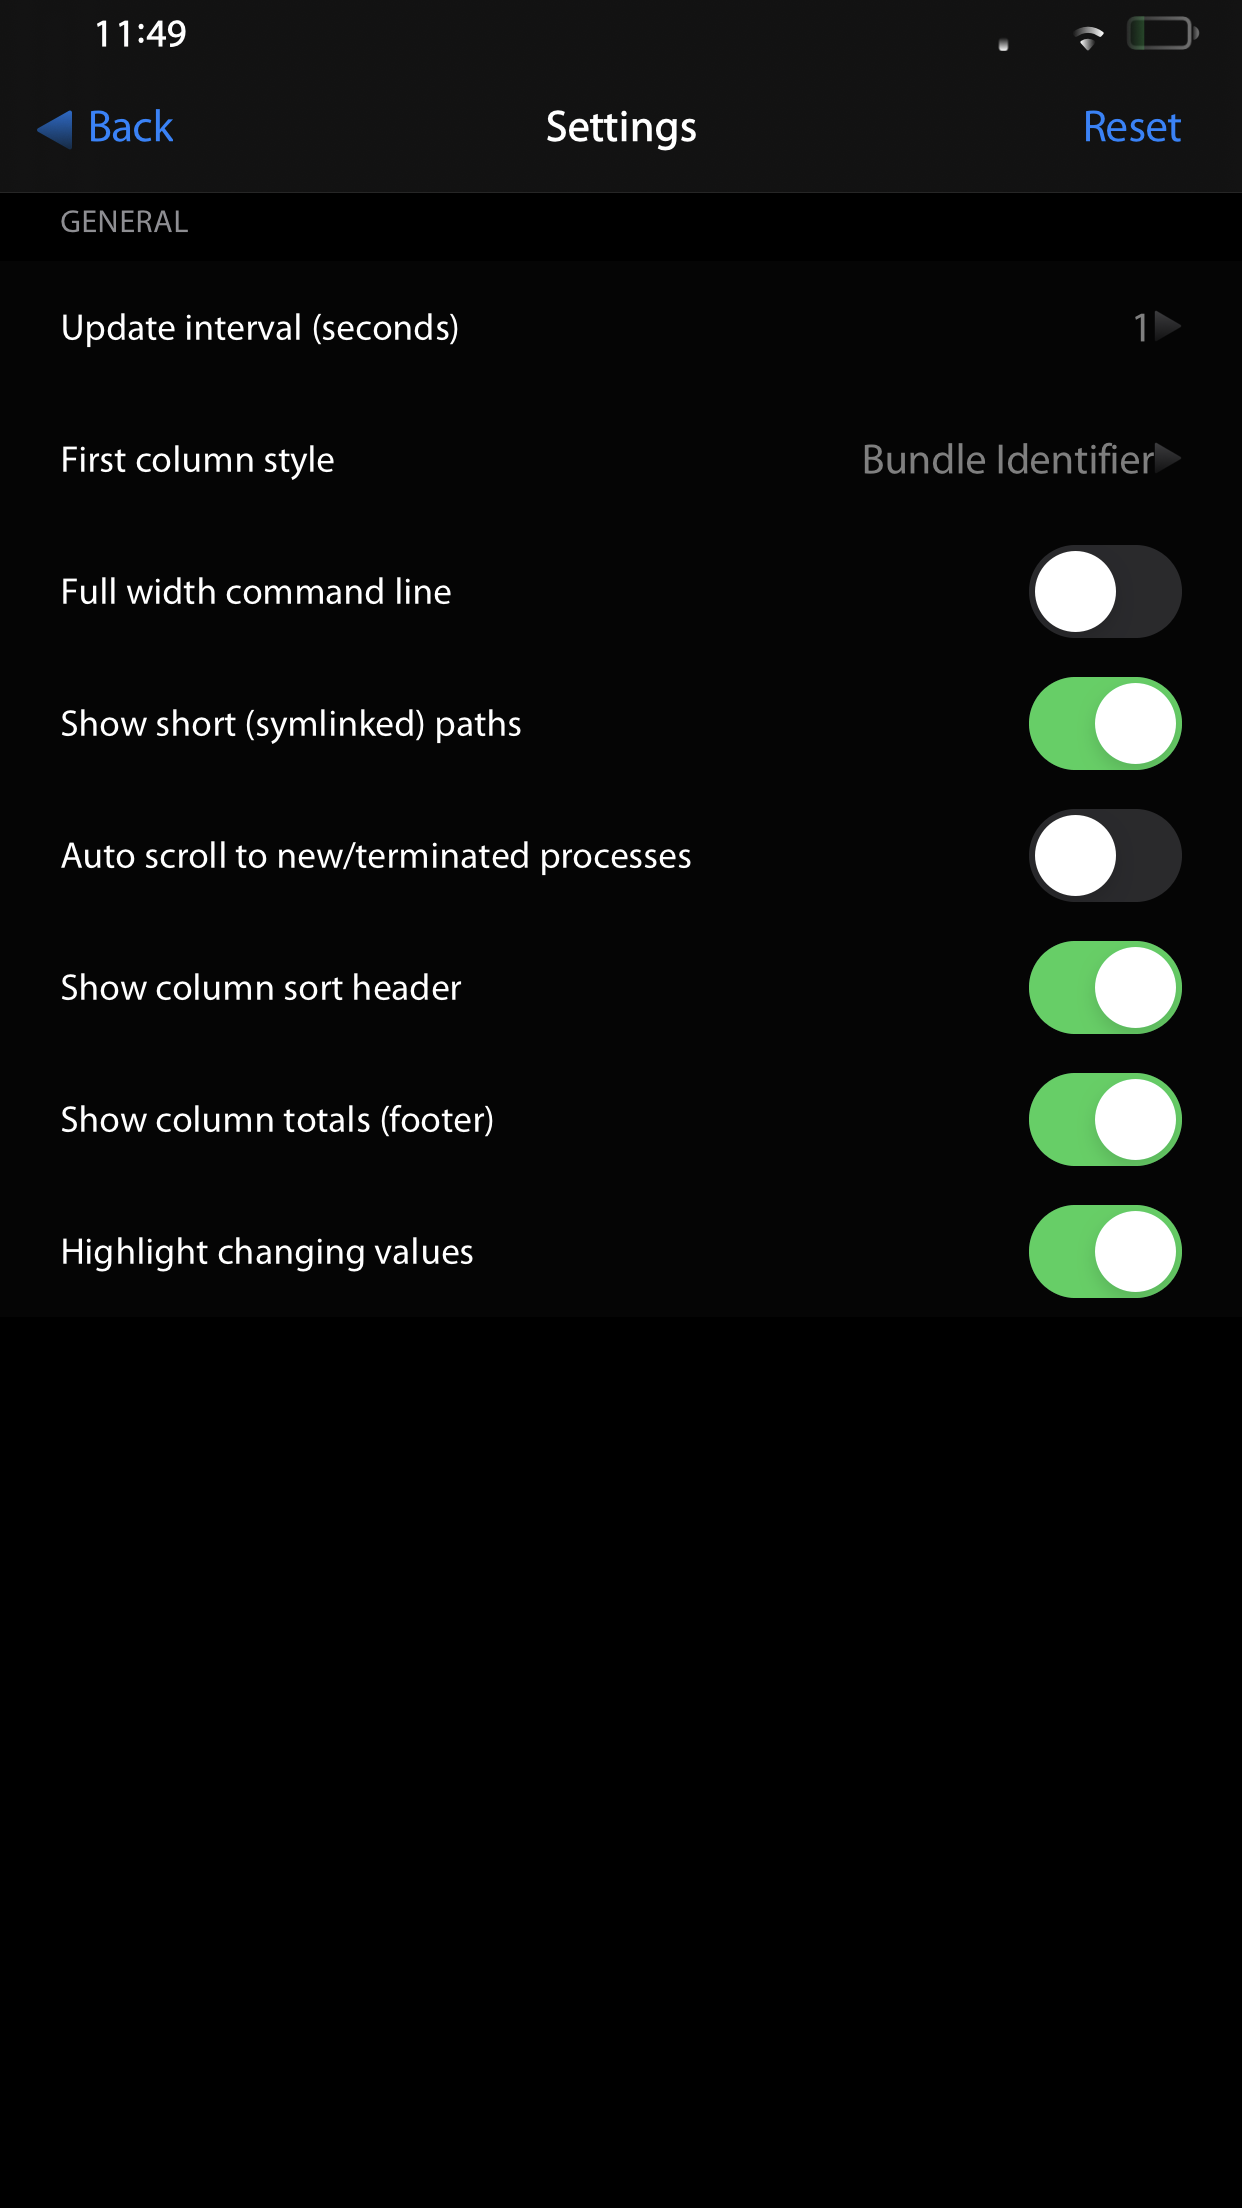 11:49
Back
Settings
Reset
GENERAL
Update interval (seconds)
1
First column style
Bundle Identifier
Full width command line
Show short (symlinked) paths
Auto scroll to new/terminated processes
Show column sort header
Show column totals (footer)
Highlight changing values